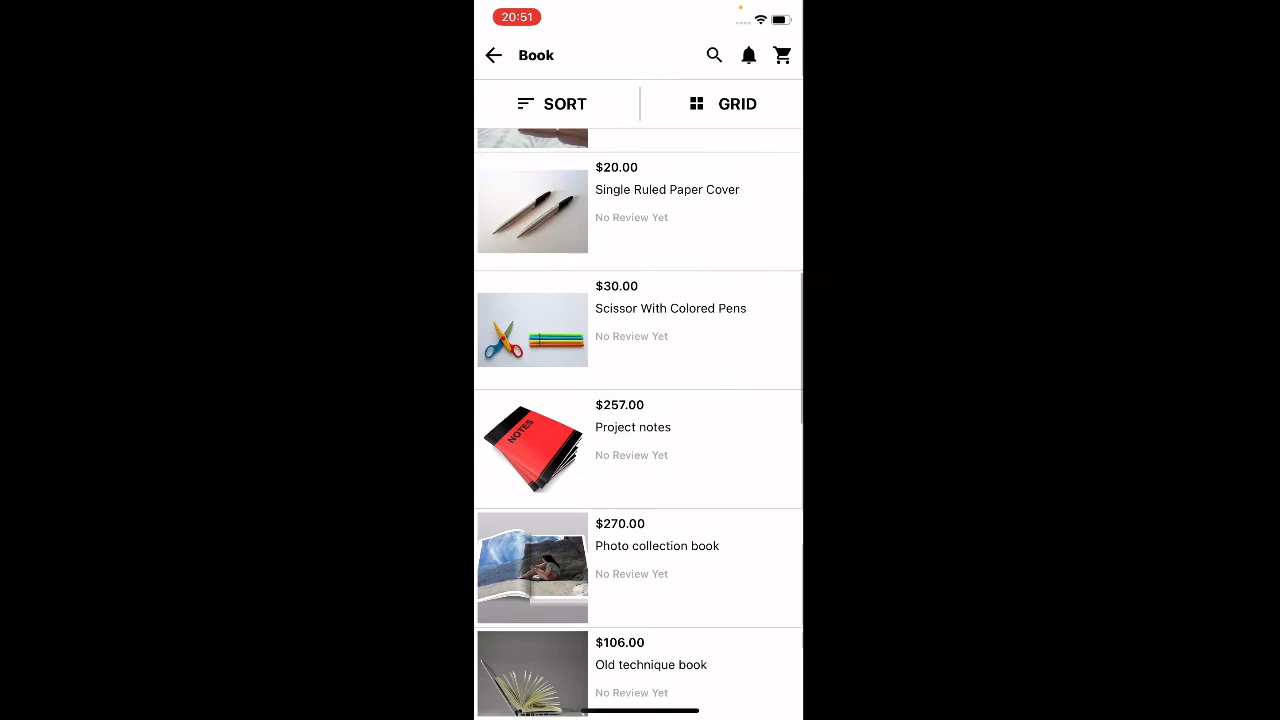 20:51
Book
SORT
GRID
$20.00
Single Ruled Paper Cover
No Review Yet
$30.00
Scissor With Colored Pens
No Review Yet
NOTES
$257.00
Project notes
No Review Yet
$270.00
Photo collection book
No Review Yet
$106.00
Old technique book
No Review Yet